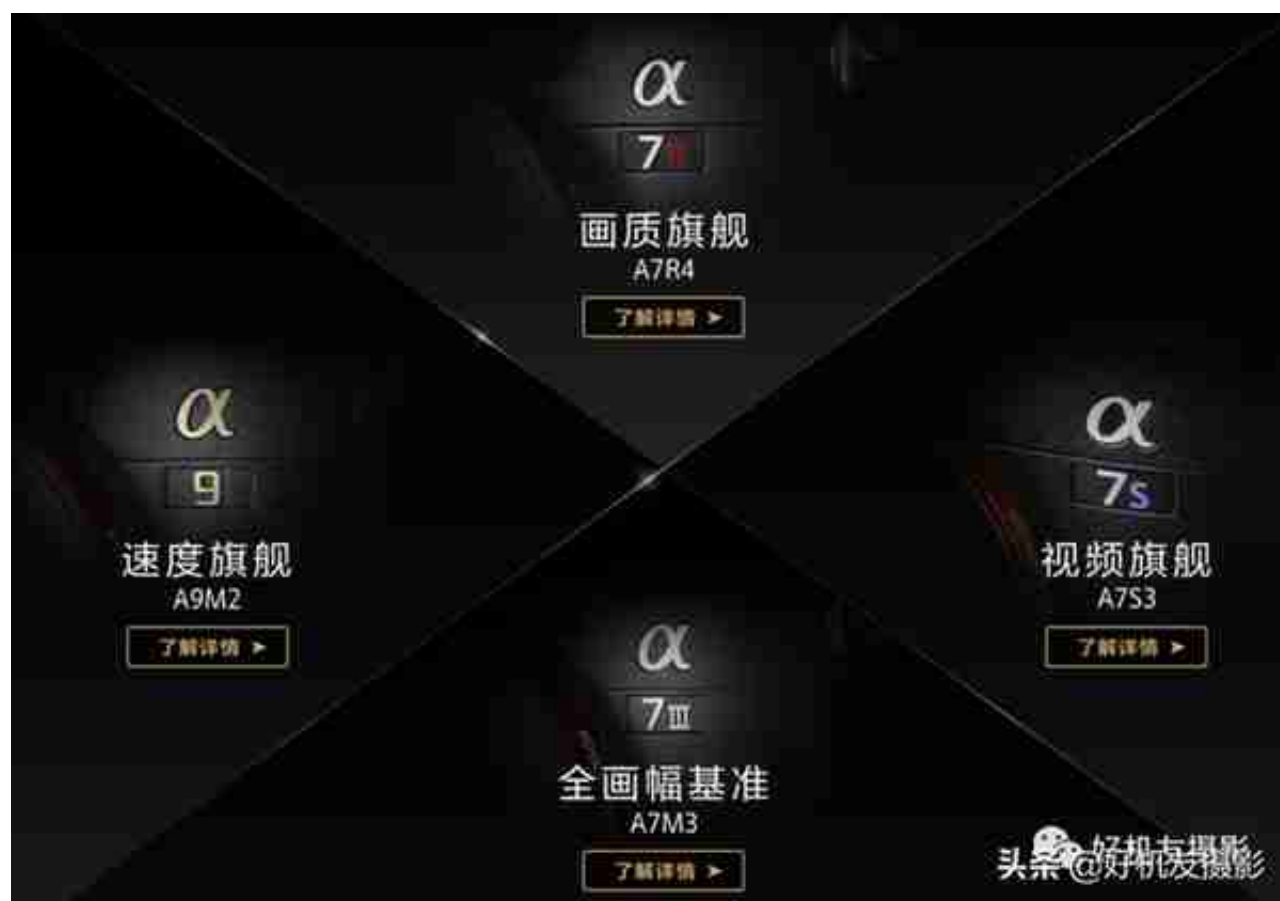 α
7R
画质旗舰
A7R4
了解详情 ➤
α
9
速度旗舰
A9M2
了解详情 ➤
α
7S
视频旗舰
A7S3
了解详情 ➤
α
7III
全画幅基准
A7M3
了解详情 ➤
好机友摄影
头条@好机友摄影